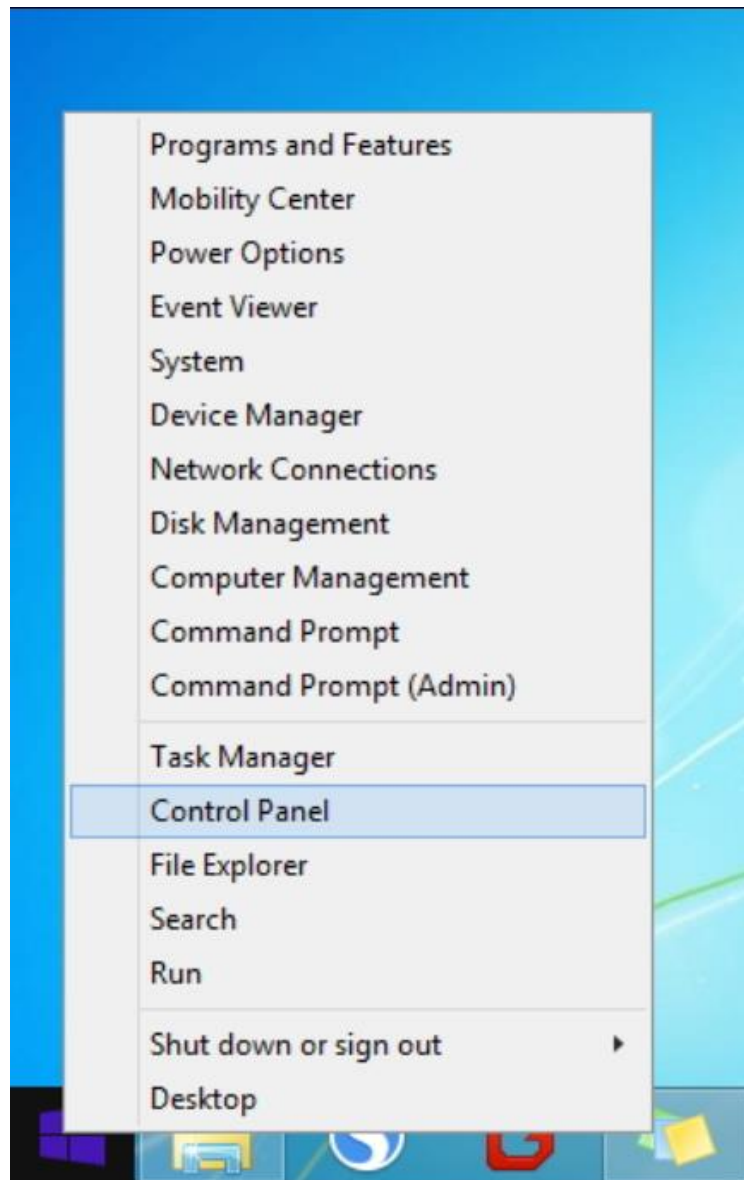 Programs and Features
Mobility Center
Power Options
Event Viewer
System
Device Manager
Network Connections
Disk Management
Computer Management
Command Prompt
Command Prompt (Admin)
Task Manager
Control Panel
File Explorer
Search
Run
Shut down or sign out
Desktop